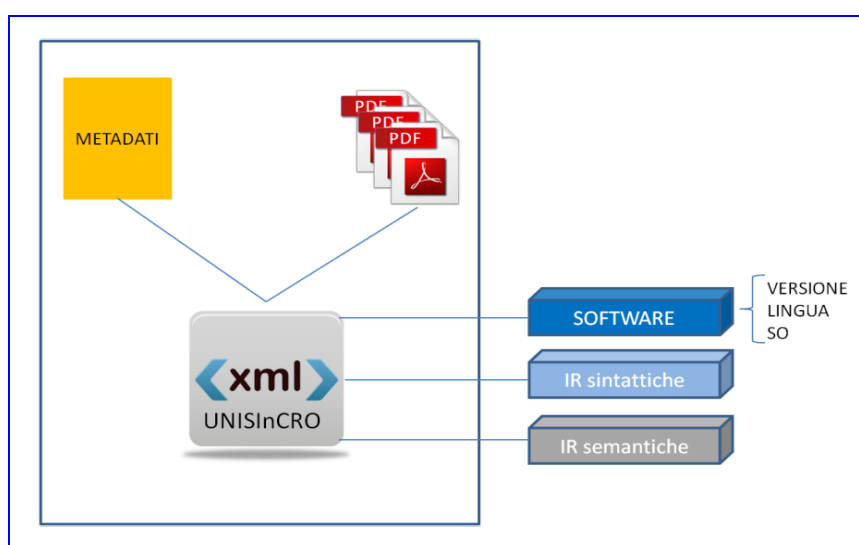 METADATI
PDF
PDF
PDF
SOFTWARE
VERSIONE
LINGUA
SO
<xml>
UNISInCRO
IR sintattiche
IR semantiche